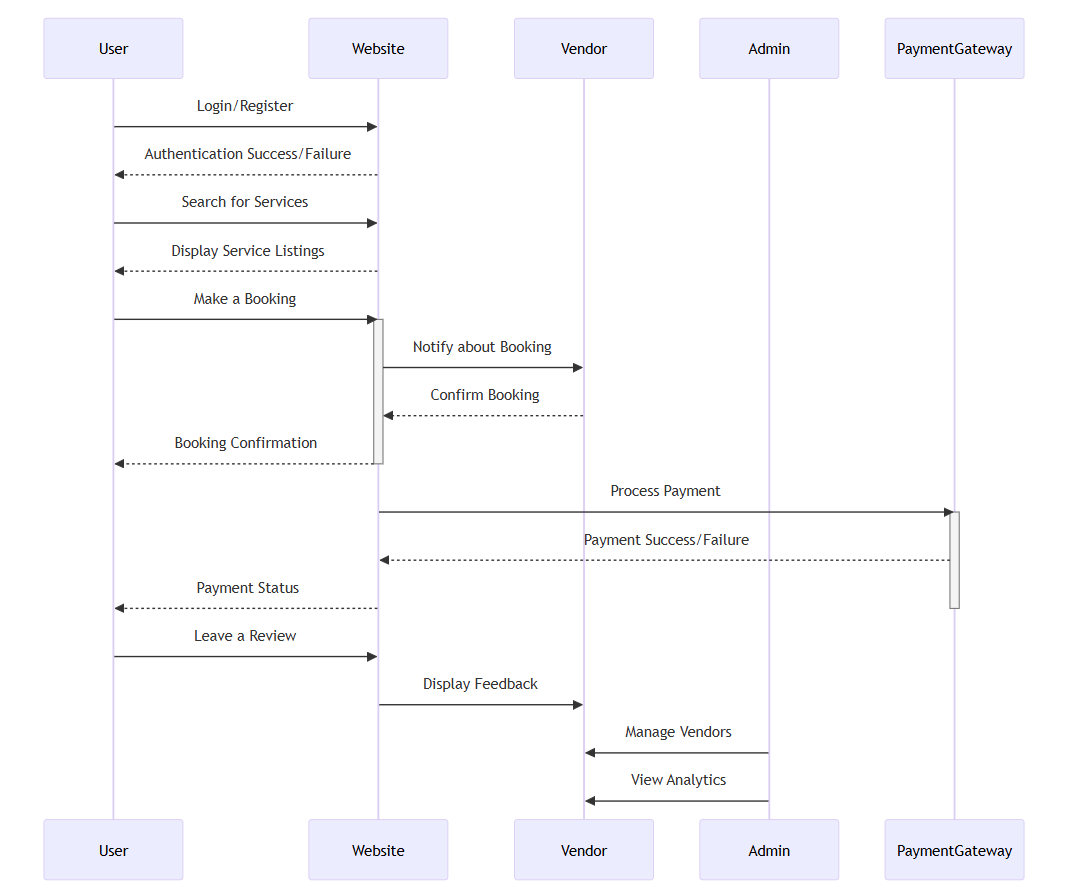 User
Website
Vendor
Admin
PaymentGateway
Login/Register
Authentication Success/Failure
Search for Services
Display Service Listings
Make a Booking
Notify about Booking
Confirm Booking
Booking Confirmation
Process Payment
Payment Success/Failure
Payment Status
Leave a Review
Display Feedback
Manage Vendors
View Analytics
User
Website
Vendor
Admin
PaymentGateway